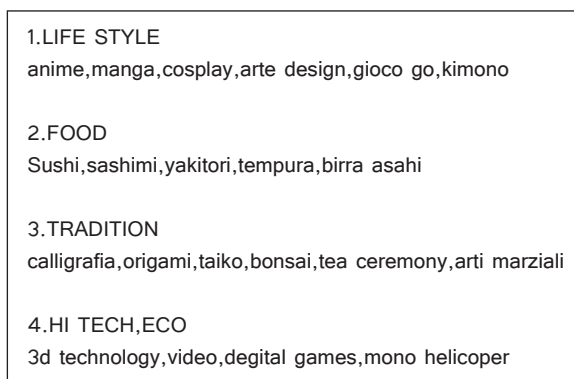 1.LIFE STYLE
anime,manga,cosplay,arte design,gioco go,kimono
2.FOOD
Sushi,sashimi,yakitori,tempura,birra asahi
3.TRADITION
calligrafia,origami,taiko,bonsai,tea ceremony,arti marziali
4.HI TECH,ECO
3d technology,video,degital games,mono helicoper